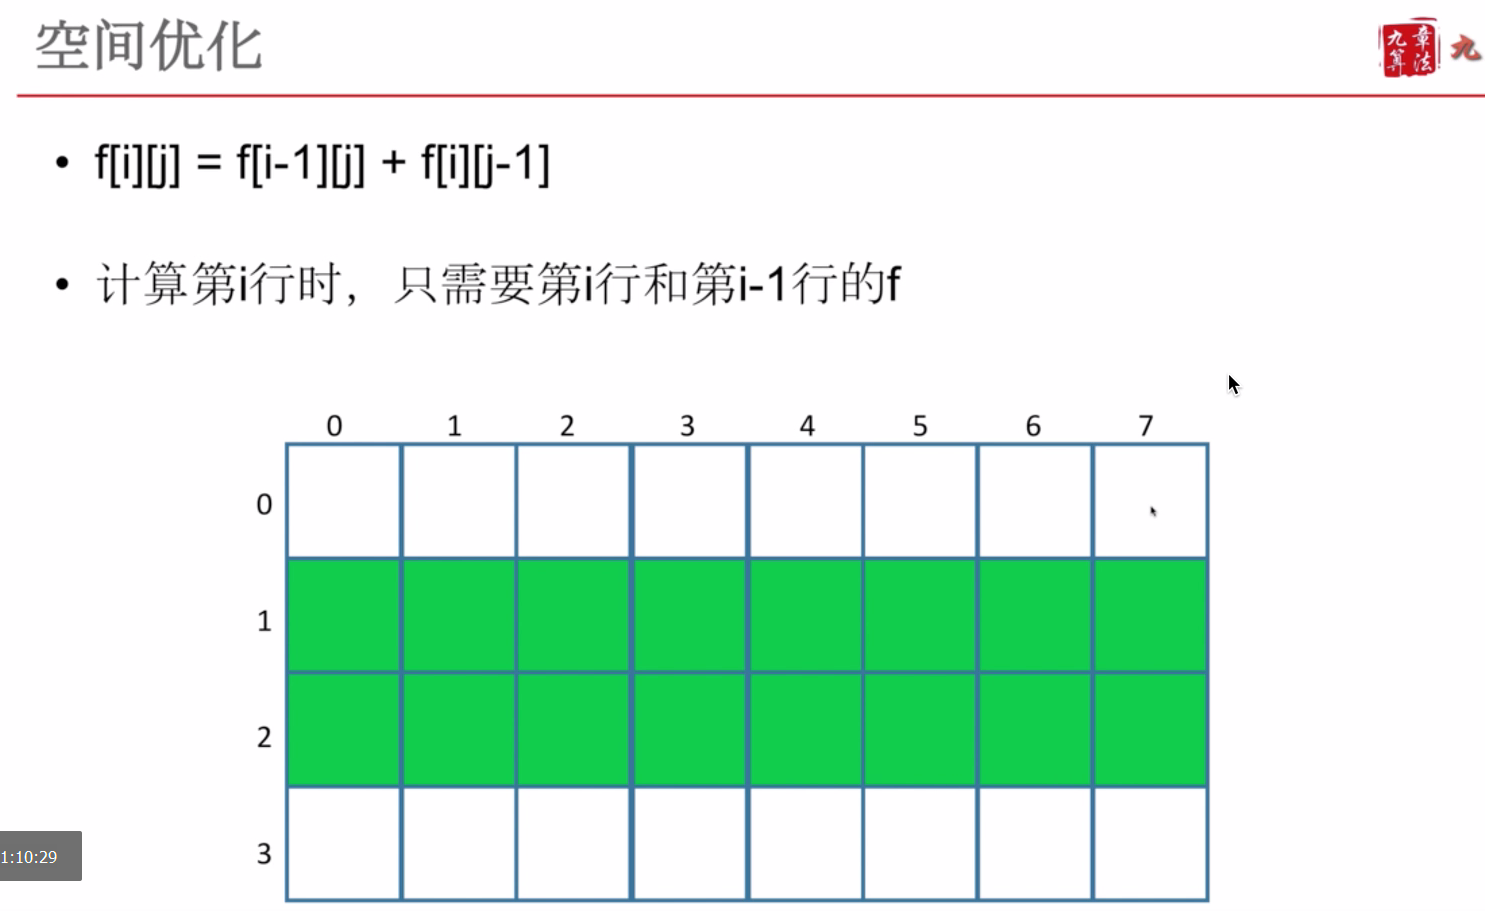 空间优化
九章算法
九
• f[i][j] = f[i-1][j] + f[i][j-1]
• 计算第i行时，只需要第i行和第i-1行的f
0 1 2 3 4 5 6 7
0
1
2
3
1:10:29